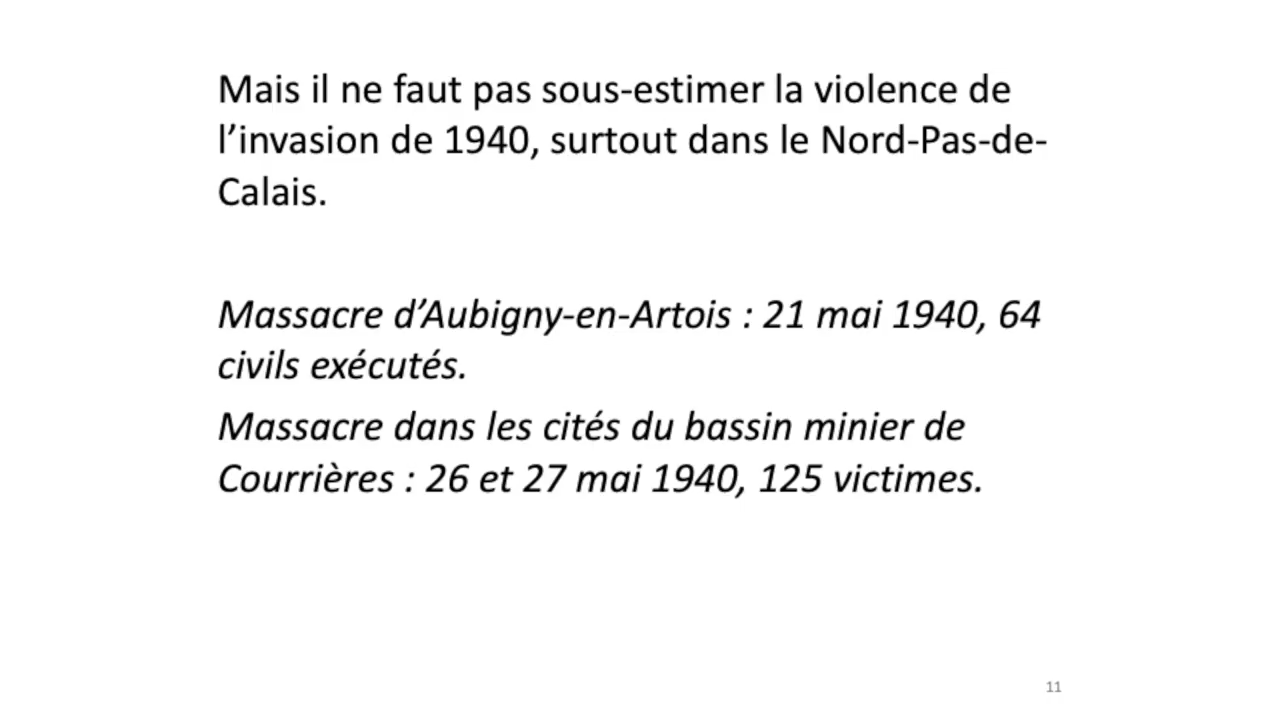 Mais il ne faut pas sous-estimer la violence de
l’invasion de 1940, surtout dans le Nord-Pas-de-
Calais.
Massacre d’Aubigny-en-Artois : 21 mai 1940, 64
civils exécutés.
Massacre dans les cités du bassin minier de
Courrières : 26 et 27 mai 1940, 125 victimes.
11